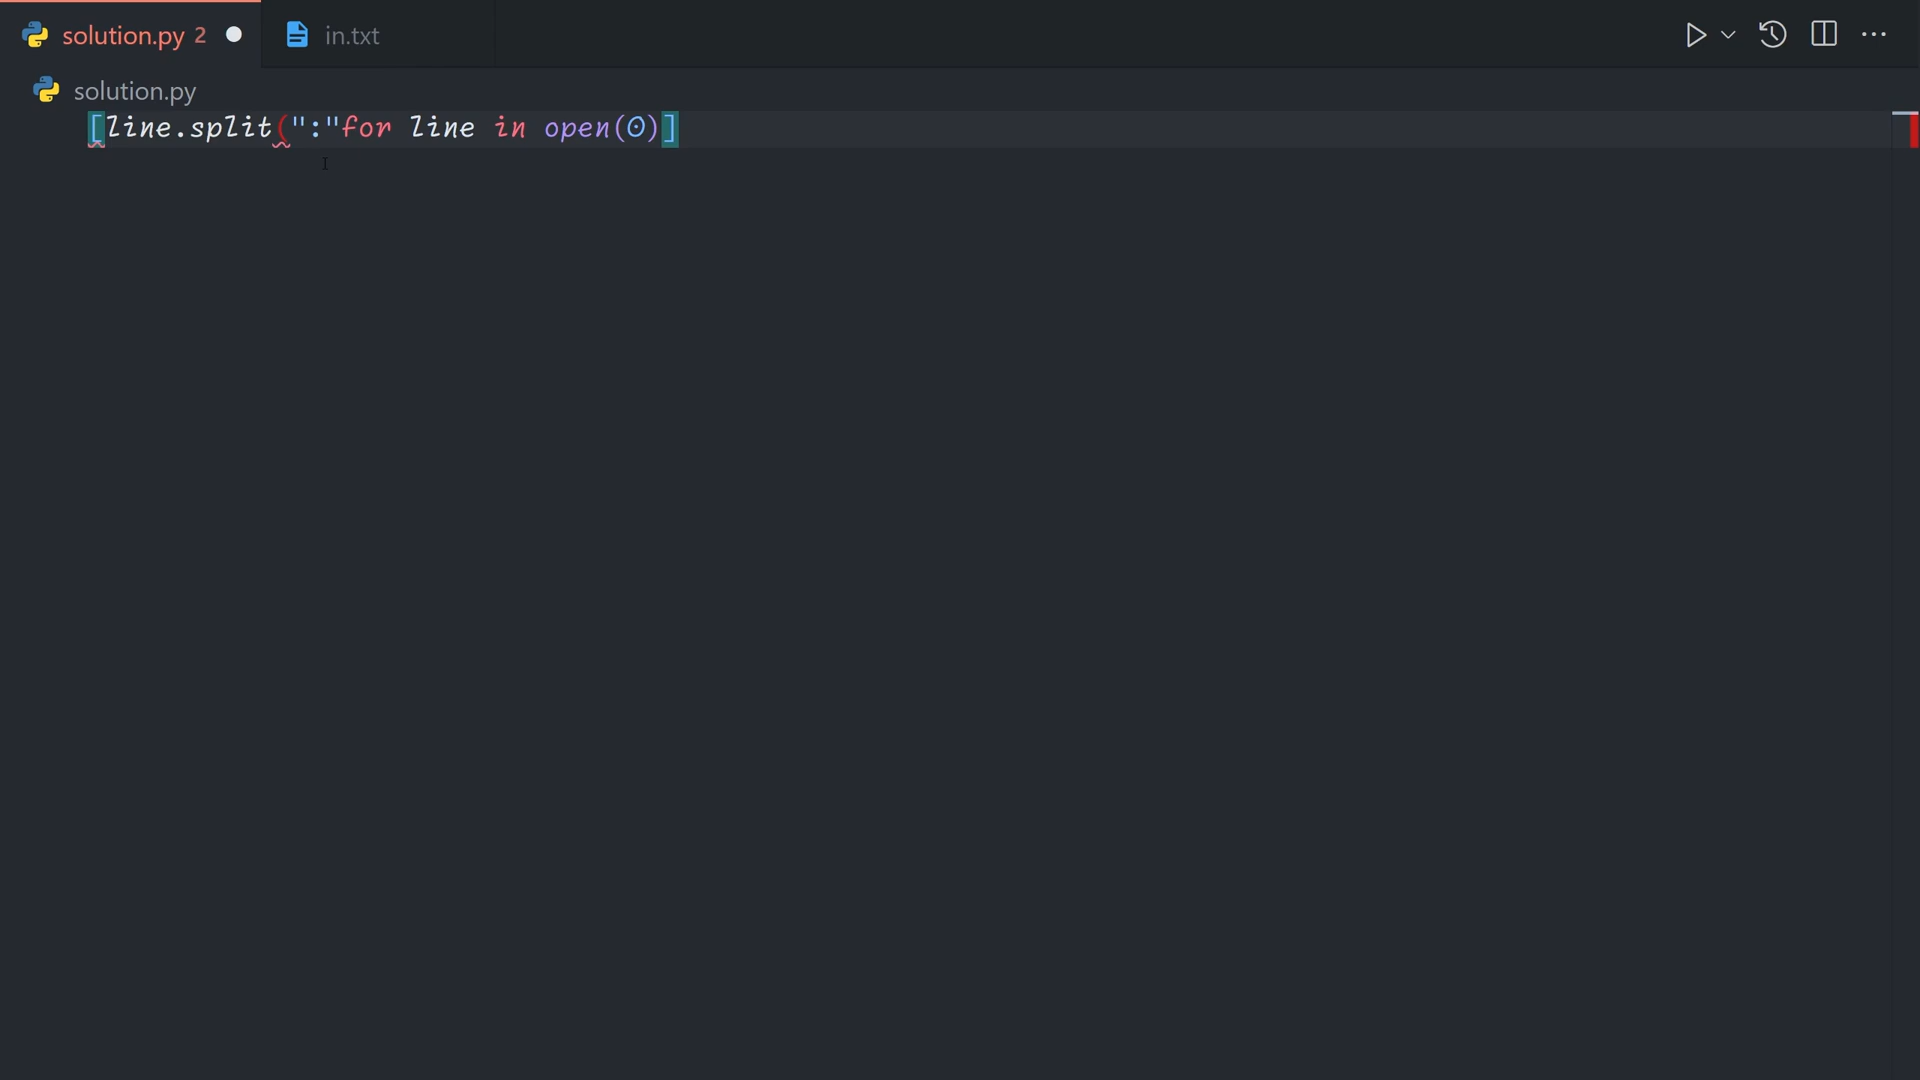 solution.py 2 in.txt
solution.py
[line.split(":"for line in open(0)]